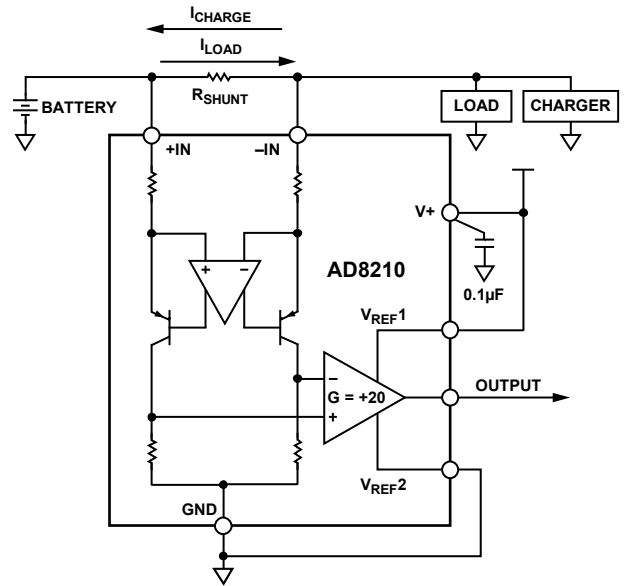 ICHARGE
ILOAD
RSHUNT
BATTERY
LOAD
CHARGER
+IN
–IN
V+
+
–
AD8210
0.1µF
VREF1
–
G = +20
+
OUTPUT
VREF2
GND